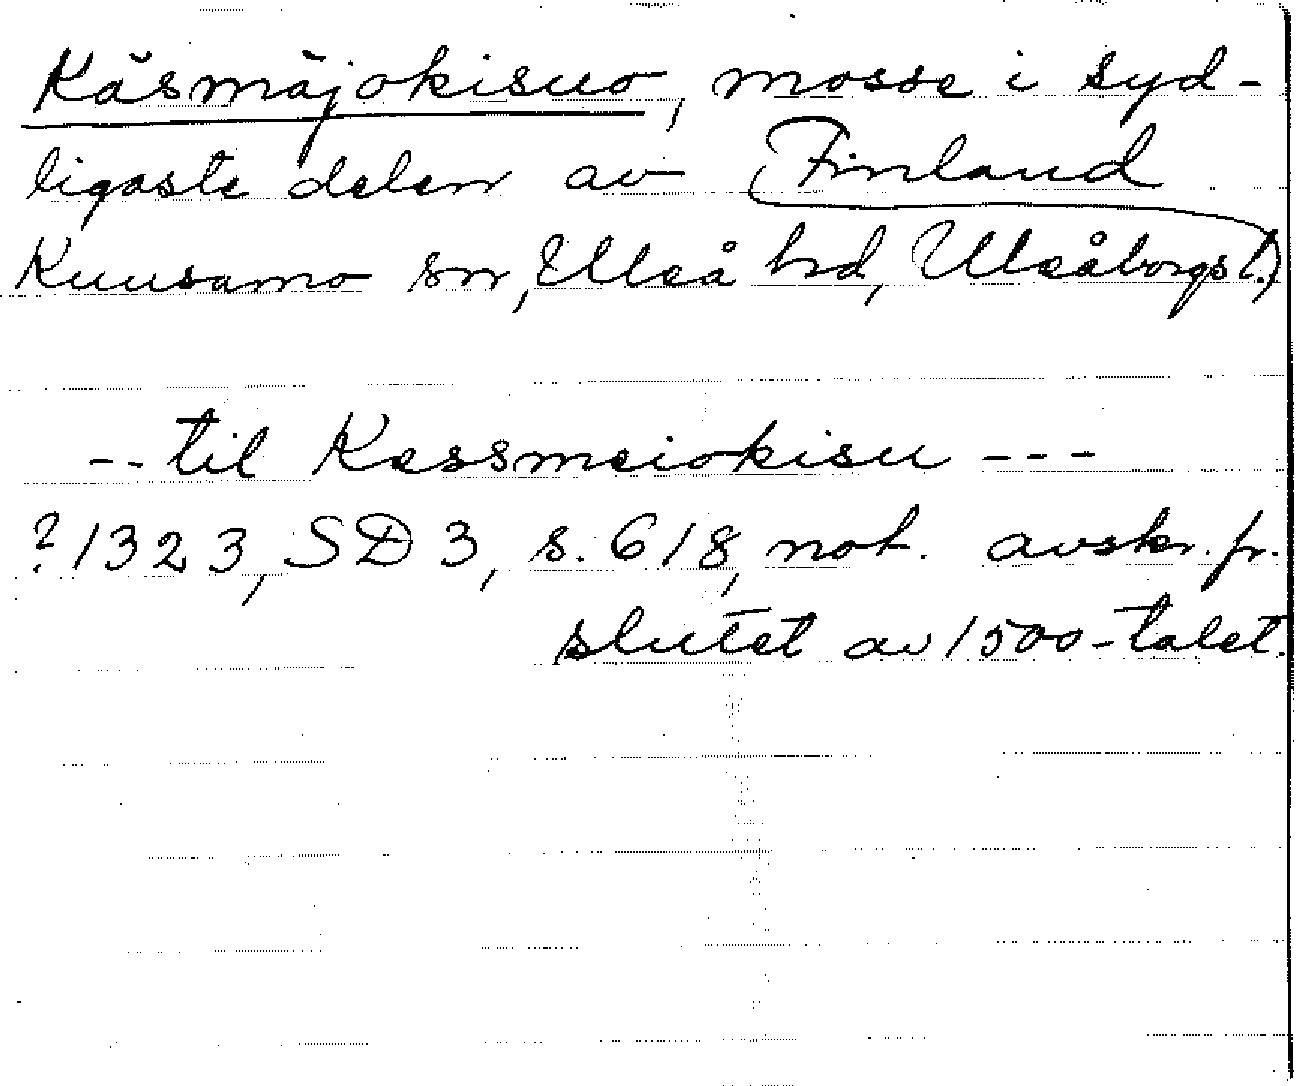 Käsmäjokisuo, mosse i syd-
ligaste delen av Finland
Kuusamo sn, Uleå hd, Uleåborgs l.)
-- til Kessmeiokisu ---
? 1323, SD 3, s. 618, not. avskr. fr.
slutet av 1500-talet.